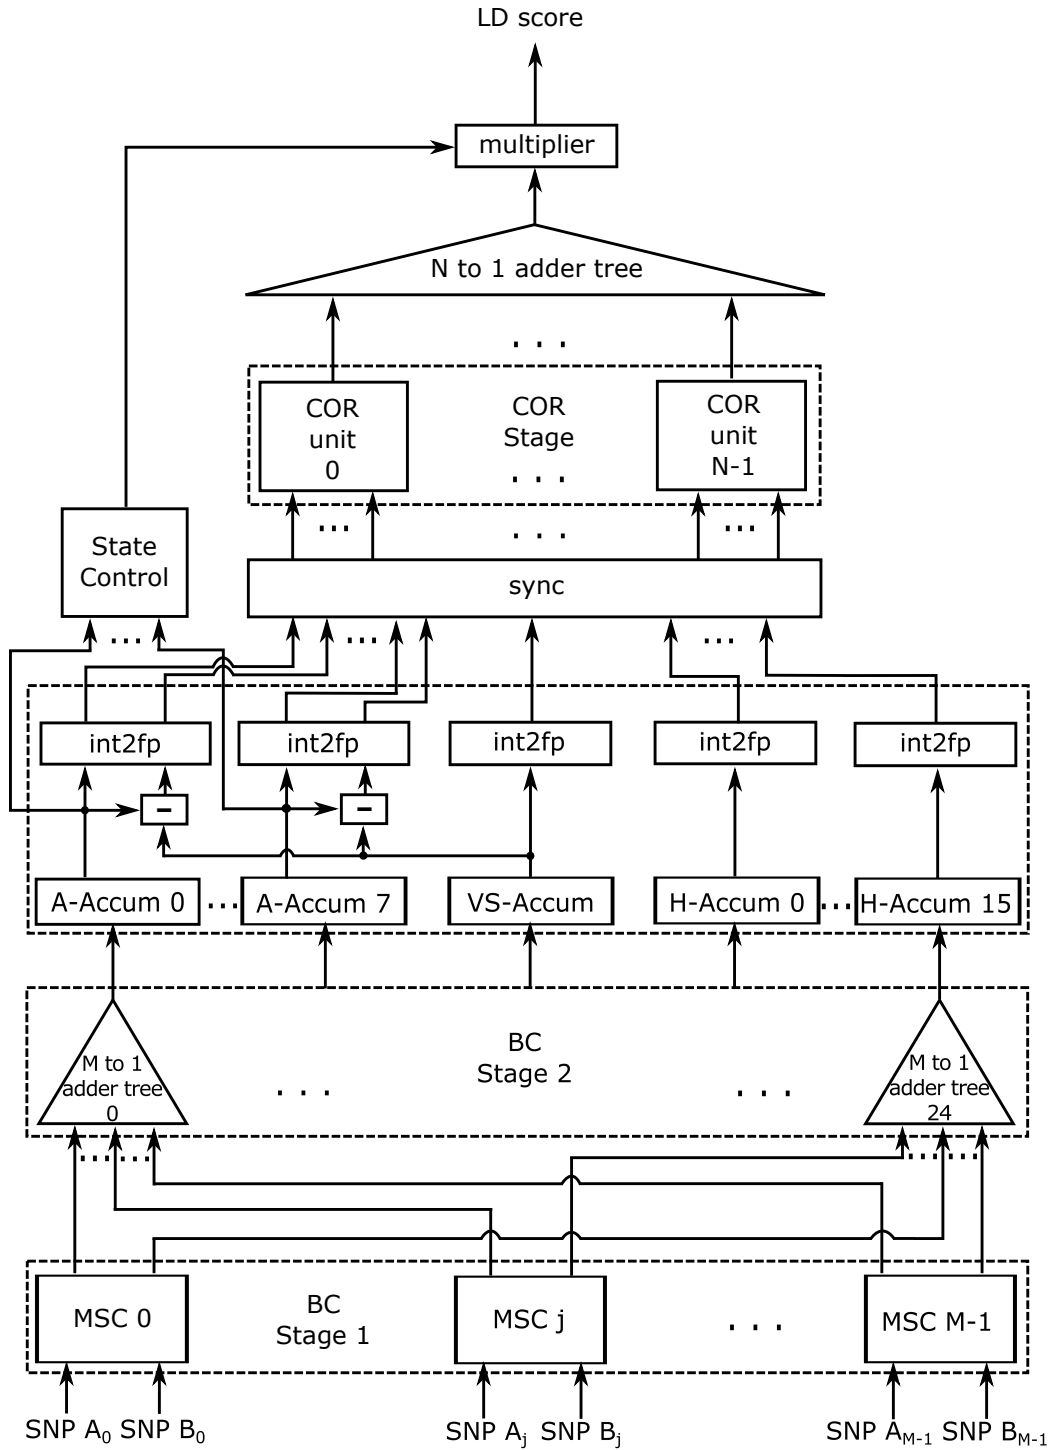 LD score
multiplier
N to 1 adder tree
. . .
COR
unit
0
COR
Stage
. . .
COR
unit
N-1
...
. . .
...
State
Control
sync
...
...
...
int2fp
int2fp
int2fp
int2fp
int2fp
–
–
A-Accum 0
...
A-Accum 7
VS-Accum
H-Accum 0
...
H-Accum 15
M to 1
adder tree
0
. . .
BC
Stage 2
. . .
M to 1
adder tree
24
MSC 0
BC
Stage 1
MSC j
. . .
MSC M-1
SNP A0 SNP B0
SNP Aj SNP Bj
SNP AM-1 SNP BM-1